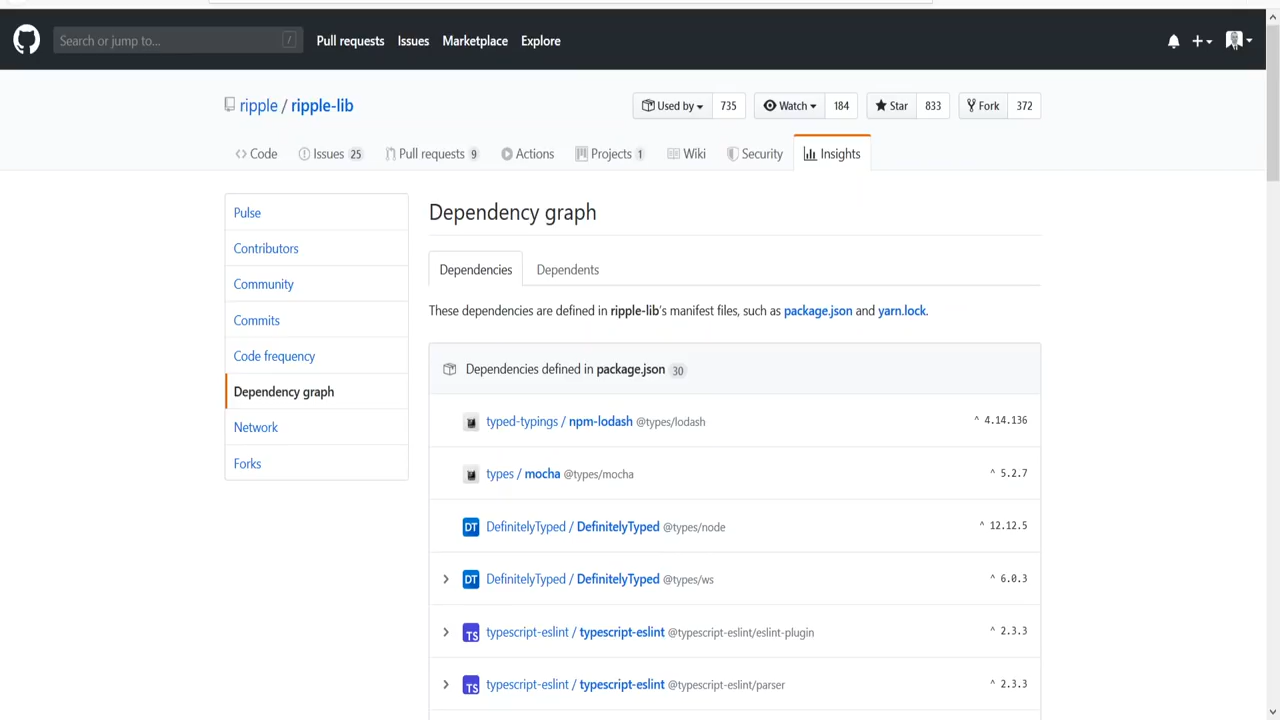 Search or jump to... /
Pull requests Issues Marketplace Explore
ripple / ripple-lib
Used by 735 Watch 184 Star 833 Fork 372
Code Issues 25 Pull requests 9 Actions Projects 1 Wiki Security Insights
Pulse
Contributors
Community
Commits
Code frequency
Dependency graph
Network
Forks
Dependency graph
Dependencies Dependents
These dependencies are defined in ripple-lib's manifest files, such as package.json and yarn.lock.
Dependencies defined in package.json 30
typed-typings / npm-lodash @types/lodash ^ 4.14.136
types / mocha @types/mocha ^ 5.2.7
DT DefinitelyTyped / DefinitelyTyped @types/node ^ 12.12.5
DT DefinitelyTyped / DefinitelyTyped @types/ws ^ 6.0.3
TS typescript-eslint / typescript-eslint @typescript-eslint/eslint-plugin ^ 2.3.3
TS typescript-eslint / typescript-eslint @typescript-eslint/parser ^ 2.3.3